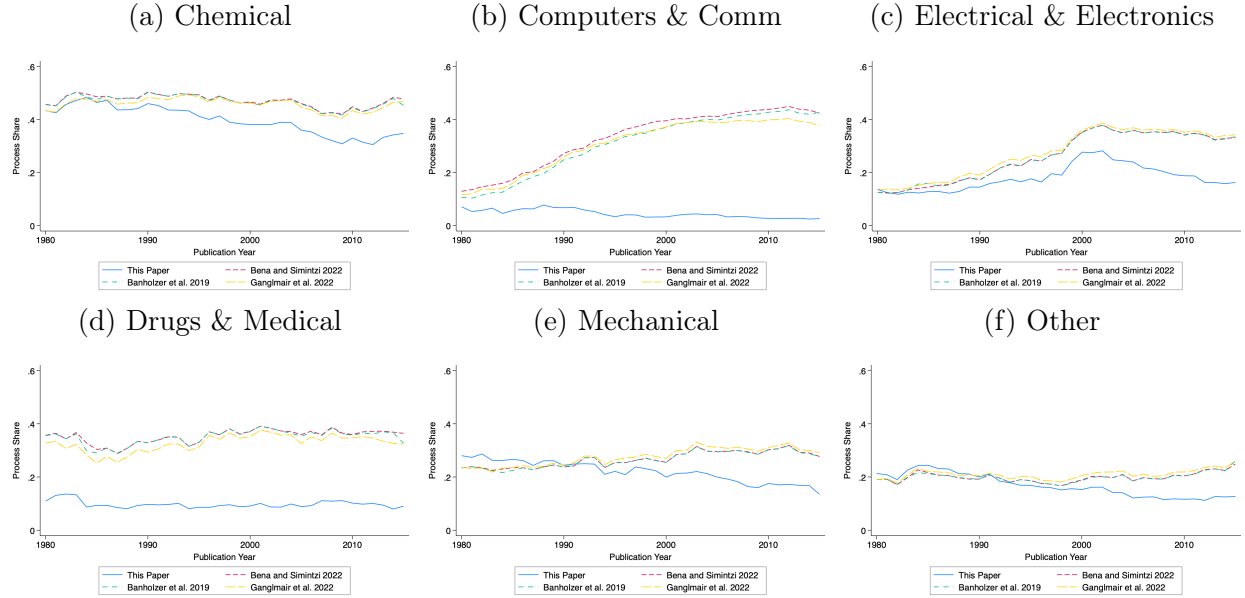 (a) Chemical
(b) Computers & Comm
(c) Electrical & Electronics
.6
.4
.2
0
Process Share
1980
1990
2000
2010
Publication Year
This Paper
Bena and Simintzi 2022
Banholzer et al. 2019
Ganglmair et al. 2022
.6
.4
.2
0
Process Share
1980
1990
2000
2010
Publication Year
This Paper
Bena and Simintzi 2022
Banholzer et al. 2019
Ganglmair et al. 2022
.6
.4
.2
0
Process Share
1980
1990
2000
2010
Publication Year
This Paper
Bena and Simintzi 2022
Banholzer et al. 2019
Ganglmair et al. 2022
(d) Drugs & Medical
(e) Mechanical
(f) Other
.6
.4
.2
0
Process Share
1980
1990
2000
2010
Publication Year
This Paper
Bena and Simintzi 2022
Banholzer et al. 2019
Ganglmair et al. 2022
.6
.4
.2
0
Process Share
1980
1990
2000
2010
Publication Year
This Paper
Bena and Simintzi 2022
Banholzer et al. 2019
Ganglmair et al. 2022
.6
.4
.2
0
Process Share
1980
1990
2000
2010
Publication Year
This Paper
Bena and Simintzi 2022
Banholzer et al. 2019
Ganglmair et al. 2022